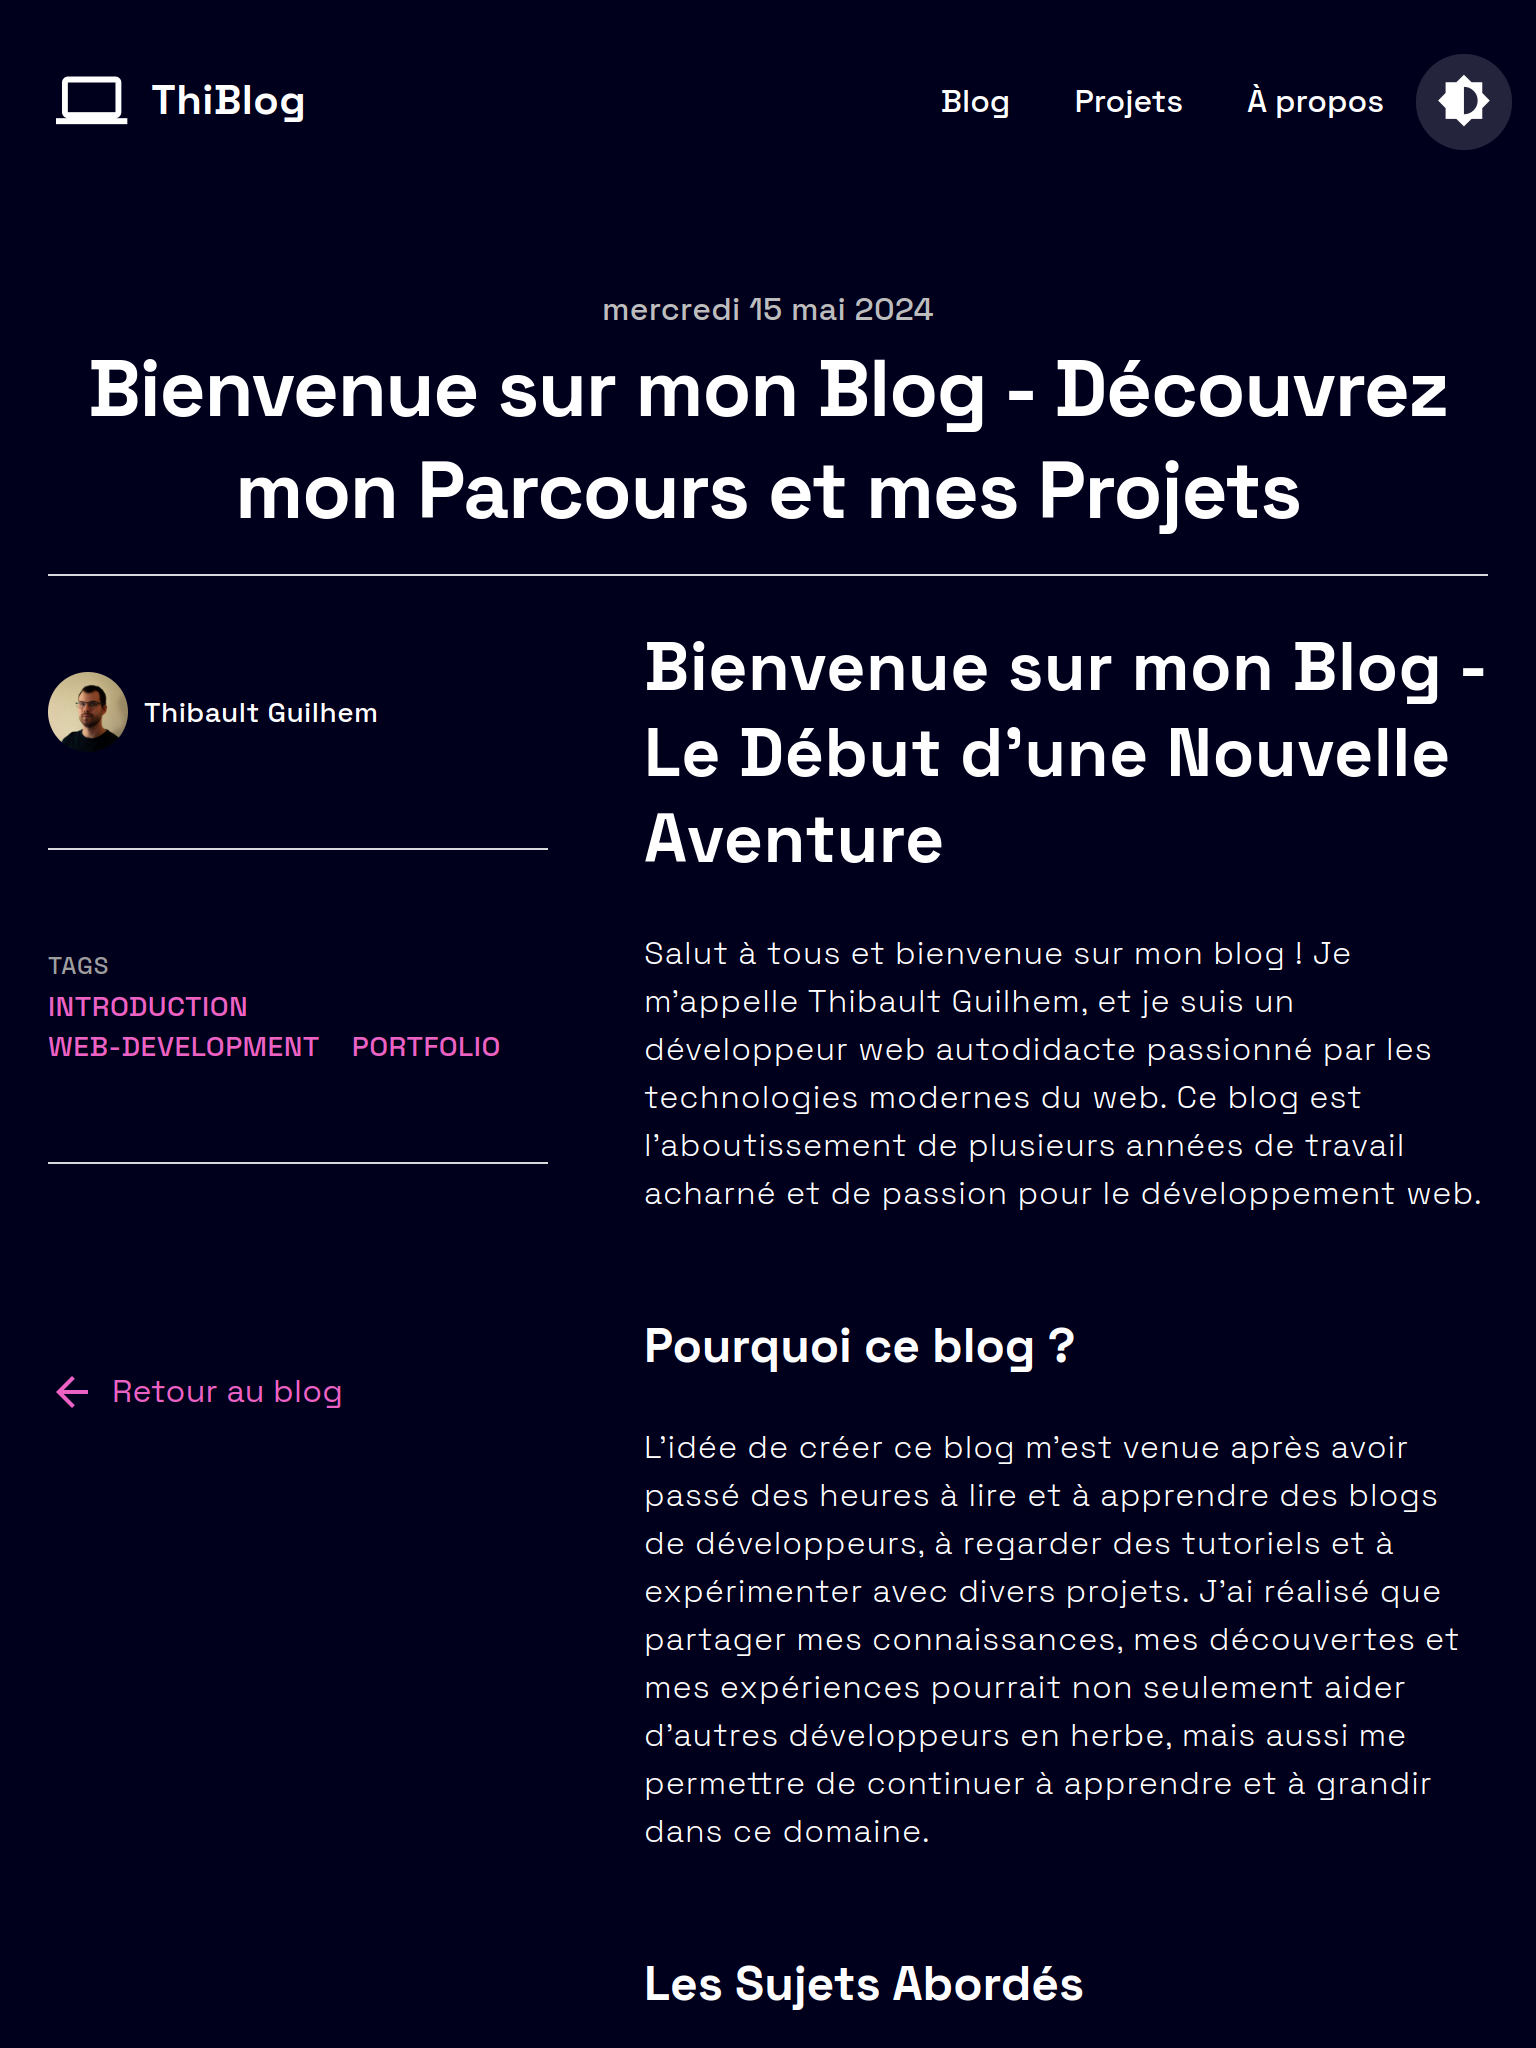 ThiBlog
Blog
Projets
À propos
mercredi 15 mai 2024
Bienvenue sur mon Blog - Découvrez
mon Parcours et mes Projets
Thibault Guilhem
TAGS
INTRODUCTION
WEB-DEVELOPMENT PORTFOLIO
Retour au blog
Bienvenue sur mon Blog -
Le Début d’une Nouvelle
Aventure
Salut à tous et bienvenue sur mon blog ! Je
m’appelle Thibault Guilhem, et je suis un
développeur web autodidacte passionné par les
technologies modernes du web. Ce blog est
l’aboutissement de plusieurs années de travail
acharné et de passion pour le développement web.
Pourquoi ce blog ?
L’idée de créer ce blog m’est venue après avoir
passé des heures à lire et à apprendre des blogs
de développeurs, à regarder des tutoriels et à
expérimenter avec divers projets. J’ai réalisé que
partager mes connaissances, mes découvertes et
mes expériences pourrait non seulement aider
d’autres développeurs en herbe, mais aussi me
permettre de continuer à apprendre et à grandir
dans ce domaine.
Les Sujets Abordés